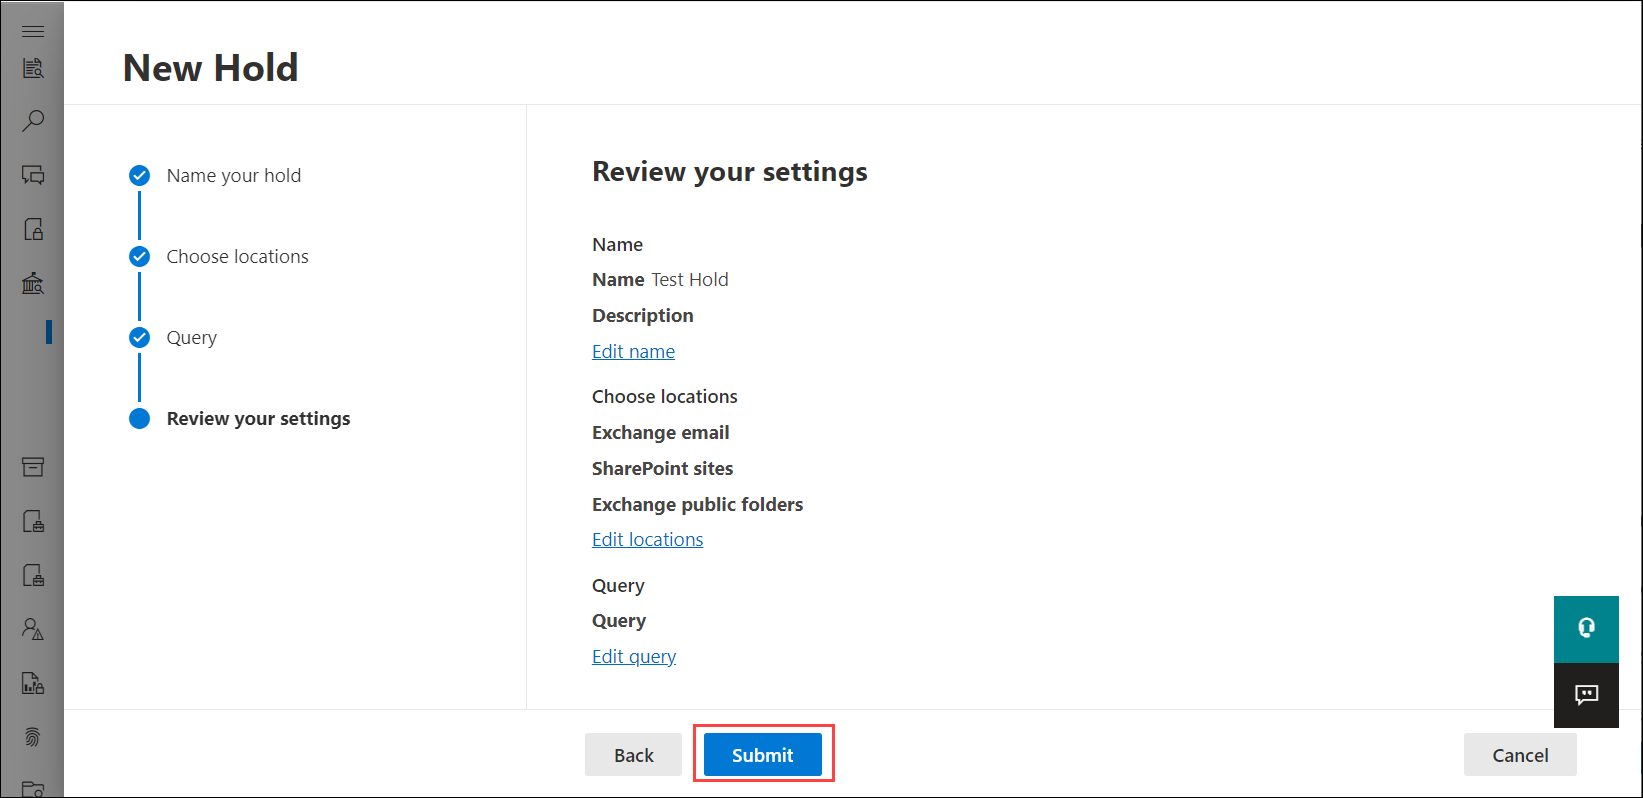 New Hold
Name your hold
Choose locations
Query
Review your settings
Review your settings
Name
Name Test Hold
Description
Edit name
Choose locations
Exchange email
SharePoint sites
Exchange public folders
Edit locations
Query
Query
Edit query
Back
Submit
Cancel